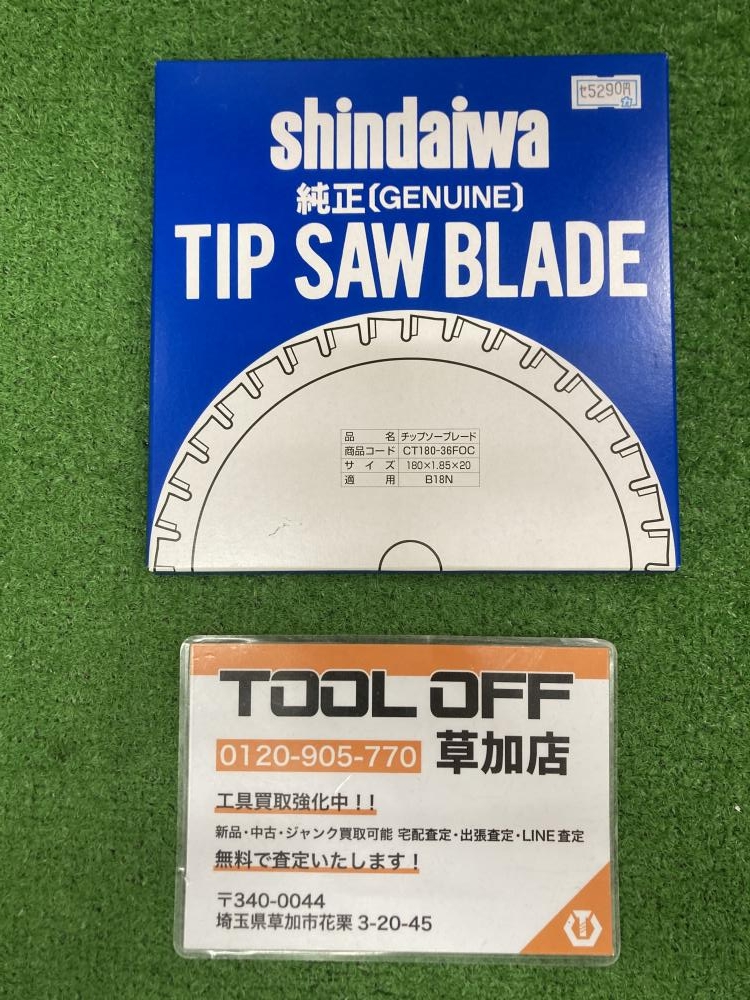 セ5290円
shindaiwa
純正〔GENUINE〕
TIP SAW BLADE
品 名 チップソーブレード
商品コード CT180-36FOC
サ イ ズ 180×1.85×20
適 用 B18N
TOOL OFF
0120-905-770 草加店
工具買取強化中!!
新品・中古・ジャンク買取可能 宅配査定・出張査定・LINE査定
無料で査定いたします!
〒340-0044
埼玉県草加市花栗 3-20-45